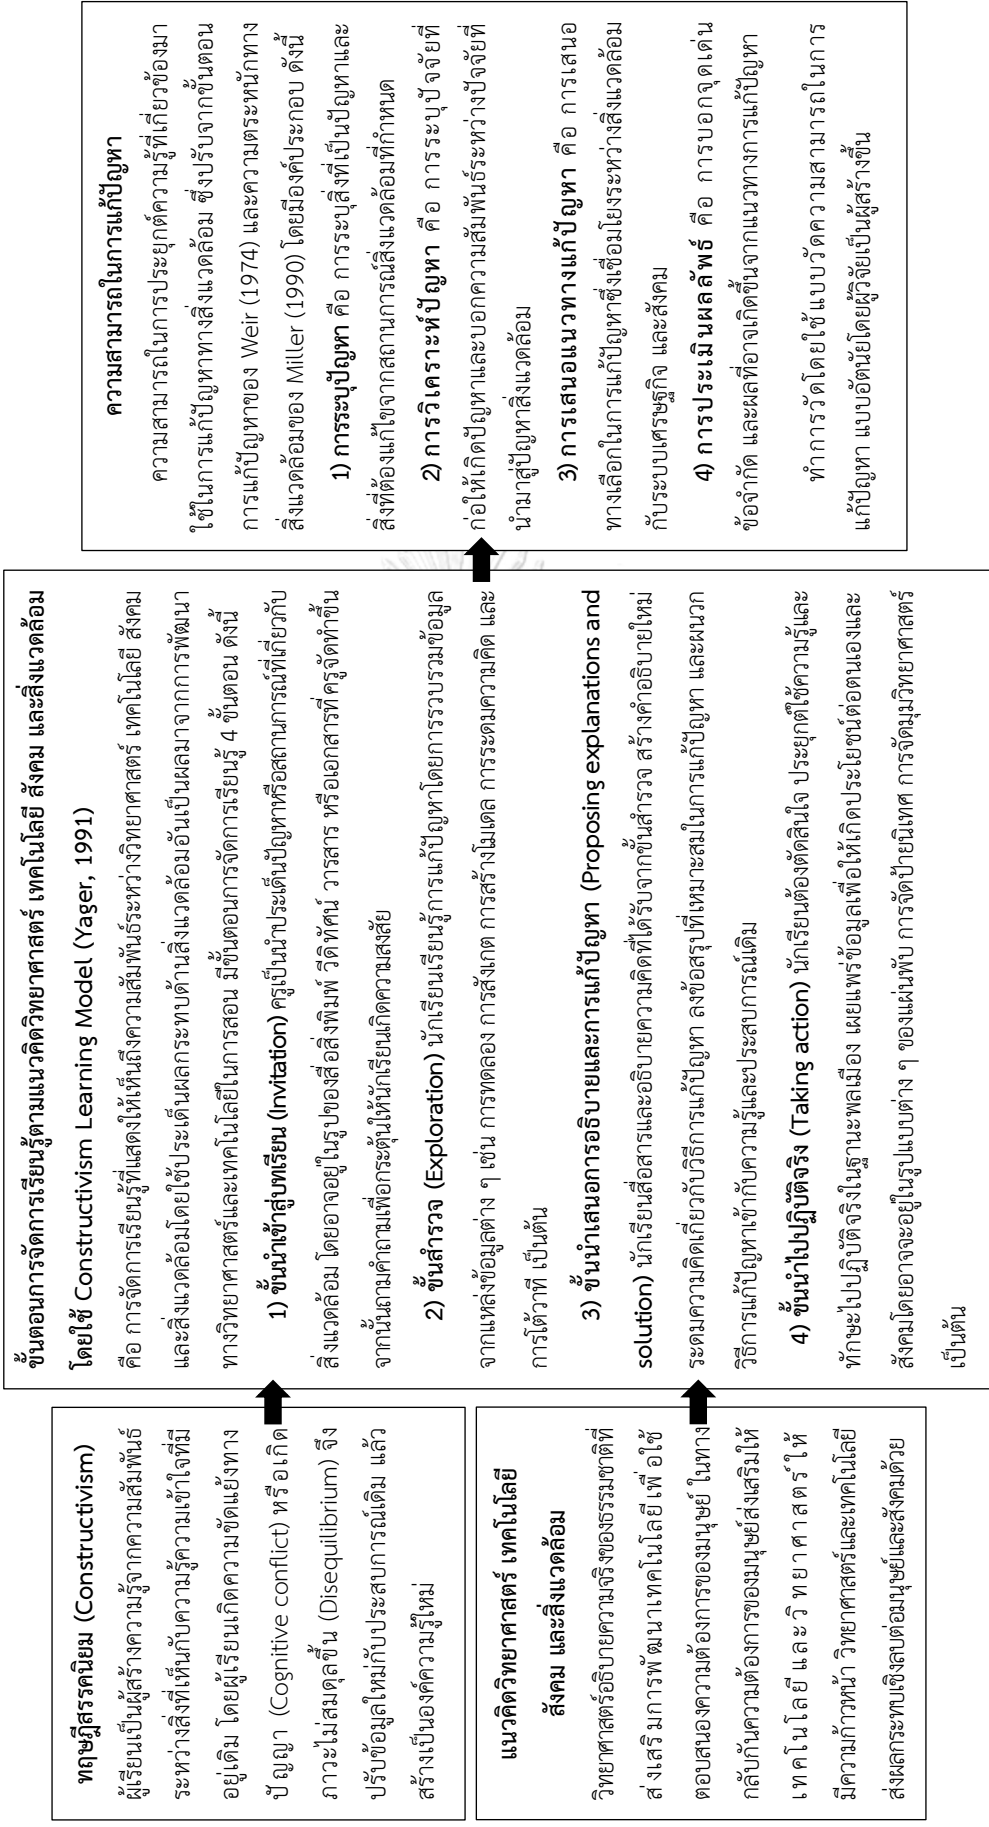 ทฤษฎีสรรคนิยม (Constructivism)
ผู้เรียนเป็นผู้สร้างความรู้จากความสัมพันธ์
ระหว่างสิ่งที่เห็นกับความรู้ความเข้าใจที่มี
อยู่เดิม โดยผู้เรียนเกิดความขัดแย้งทาง
ปัญญา (Cognitive conflict) หรือเกิด
ภาวะไม่สมดุลขึ้น (Disequilibrium) จึง
ปรับข้อมูลใหม่กับประสบการณ์เดิม แล้ว
สร้างเป็นองค์ความรู้ใหม่
แนวคิดวิทยาศาสตร์ เทคโนโลยี
สังคม และสิ่งแวดล้อม
วิทยาศาสตร์อธิบายความจริงของธรรมชาติที่
ส่งเสริมการพัฒนาเทคโนโลยีเพื่อใช้
ตอบสนองความต้องการของมนุษย์ ในทาง
กลับกันความต้องการของมนุษย์ส่งเสริมให้
เทคโนโลยีและวิทยาศาสตร์ให้
มีความก้าวหน้า วิทยาศาสตร์และเทคโนโลยี
ส่งผลกระทบเชิงลบต่อมนุษย์และสังคมด้วย
ขั้นตอนการจัดการเรียนรู้ตามแนวคิดวิทยาศาสตร์ เทคโนโลยี สังคม และสิ่งแวดล้อม
โดยใช้ Constructivism Learning Model (Yager, 1991)
คือ การจัดการเรียนรู้ที่แสดงให้เห็นถึงความสัมพันธ์ระหว่างวิทยาศาสตร์ เทคโนโลยี สังคม
และสิ่งแวดล้อมโดยใช้ประเด็นผลกระทบด้านสิ่งแวดล้อมอันเป็นผลมาจากการพัฒนา
ทางวิทยาศาสตร์และเทคโนโลยีในการสอน มีขั้นตอนการจัดการเรียนรู้ 4 ขั้นตอน ดังนี้
1) ขั้นนำเข้าสู่บทเรียน (Invitation) ครูเป็นนำประเด็นปัญหาหรือสถานการณ์ที่เกี่ยวกับ
สิ่งแวดล้อม โดยอาจอยู่ในรูปของสื่อสิ่งพิมพ์ วีดิทัศน์ วารสาร หรือเอกสารที่ครูจัดทำขึ้น
จากนั้นถามคำถามเพื่อกระตุ้นให้นักเรียนเกิดความสงสัย
2) ขั้นสำรวจ (Exploration) นักเรียนเรียนรู้การแก้ปัญหาโดยการรวบรวมข้อมูล
จากแหล่งข้อมูลต่าง ๆ เช่น การทดลอง การสังเกต การสร้างโมเดล การระดมความคิด และ
การโต้วาที เป็นต้น
3) ขั้นนำเสนอการอธิบายและการแก้ปัญหา (Proposing explanations and
solution) นักเรียนสื่อสารและอธิบายความคิดที่ได้รับจากขั้นสำรวจ สร้างคำอธิบายใหม่
ระดมความคิดเกี่ยวกับวิธีการแก้ปัญหา ลงข้อสรุปที่เหมาะสมในการแก้ปัญหา และผนวก
วิธีการแก้ปัญหาเข้ากับความรู้และประสบการณ์เดิม
4) ขั้นนำไปปฏิบัติจริง (Taking action) นักเรียนต้องตัดสินใจ ประยุกต์ใช้ความรู้และ
ทักษะไปปฏิบัติจริงในฐานะพลเมือง เผยแพร่ข้อมูลเพื่อให้เกิดประโยชน์ต่อตนเองและ
สังคมโดยอาจจะอยู่ในรูปแบบต่าง ๆ ของแผ่นพับ การจัดป้ายนิเทศ การจัดมุมวิทยาศาสตร์
เป็นต้น
ความสามารถในการแก้ปัญหา
ความสามารถในการประยุกต์ความรู้ที่เกี่ยวข้องมา
ใช้ในการแก้ปัญหาทางสิ่งแวดล้อม ซึ่งปรับจากขั้นตอน
การแก้ปัญหาของ Weir (1974) และความตระหนักทาง
สิ่งแวดล้อมของ Miller (1990) โดยมีองค์ประกอบ ดังนี้
1) การระบุปัญหา คือ การระบุสิ่งที่เป็นปัญหาและ
สิ่งที่ต้องแก้ไขจากสถานการณ์สิ่งแวดล้อมที่กำหนด
2) การวิเคราะห์ปัญหา คือ การระบุปัจจัยที่
ก่อให้เกิดปัญหาและบอกความสัมพันธ์ระหว่างปัจจัยที่
นำมาสู่ปัญหาสิ่งแวดล้อม
3) การเสนอแนวทางแก้ปัญหา คือ การเสนอ
ทางเลือกในการแก้ปัญหาซึ่งเชื่อมโยงระหว่างสิ่งแวดล้อม
กับระบบเศรษฐกิจ และสังคม
4) การประเมินผลลัพธ์ คือ การบอกจุดเด่น
ข้อจำกัด และผลที่อาจเกิดขึ้นจากแนวทางการแก้ปัญหา
ทำการวัดโดยใช้แบบวัดความสามารถในการ
แก้ปัญหา แบบอัตนัยโดยผู้วิจัยเป็นผู้สร้างขึ้น